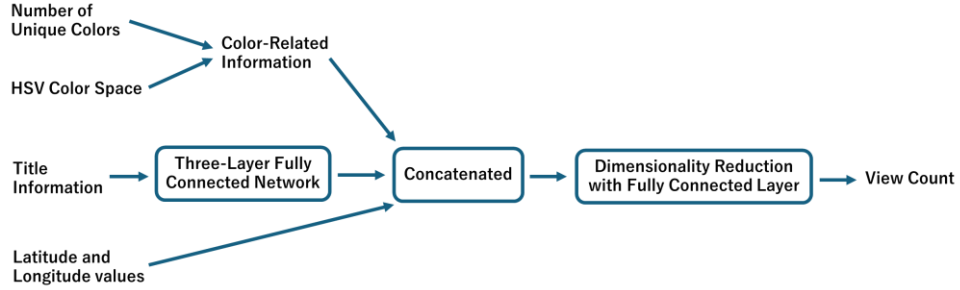 Number of
Unique Colors
HSV Color Space
Color-Related
Information
Title
Information
Three-Layer Fully
Connected Network
Concatenated
Dimensionality Reduction
with Fully Connected Layer
View Count
Latitude and
Longitude values